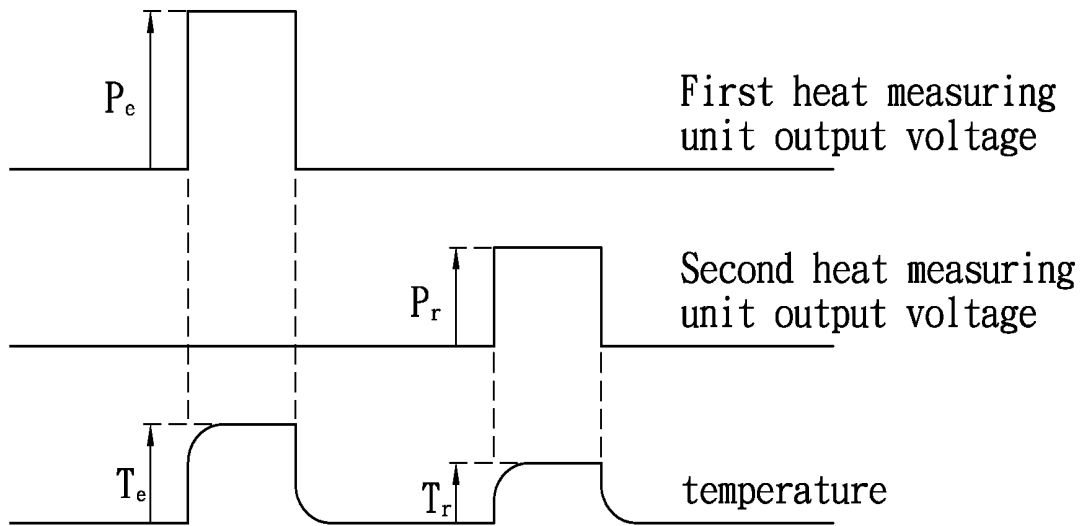 Pe
First heat measuring
unit output voltage
Pr
Second heat measuring
unit output voltage
Te
Tr
temperature